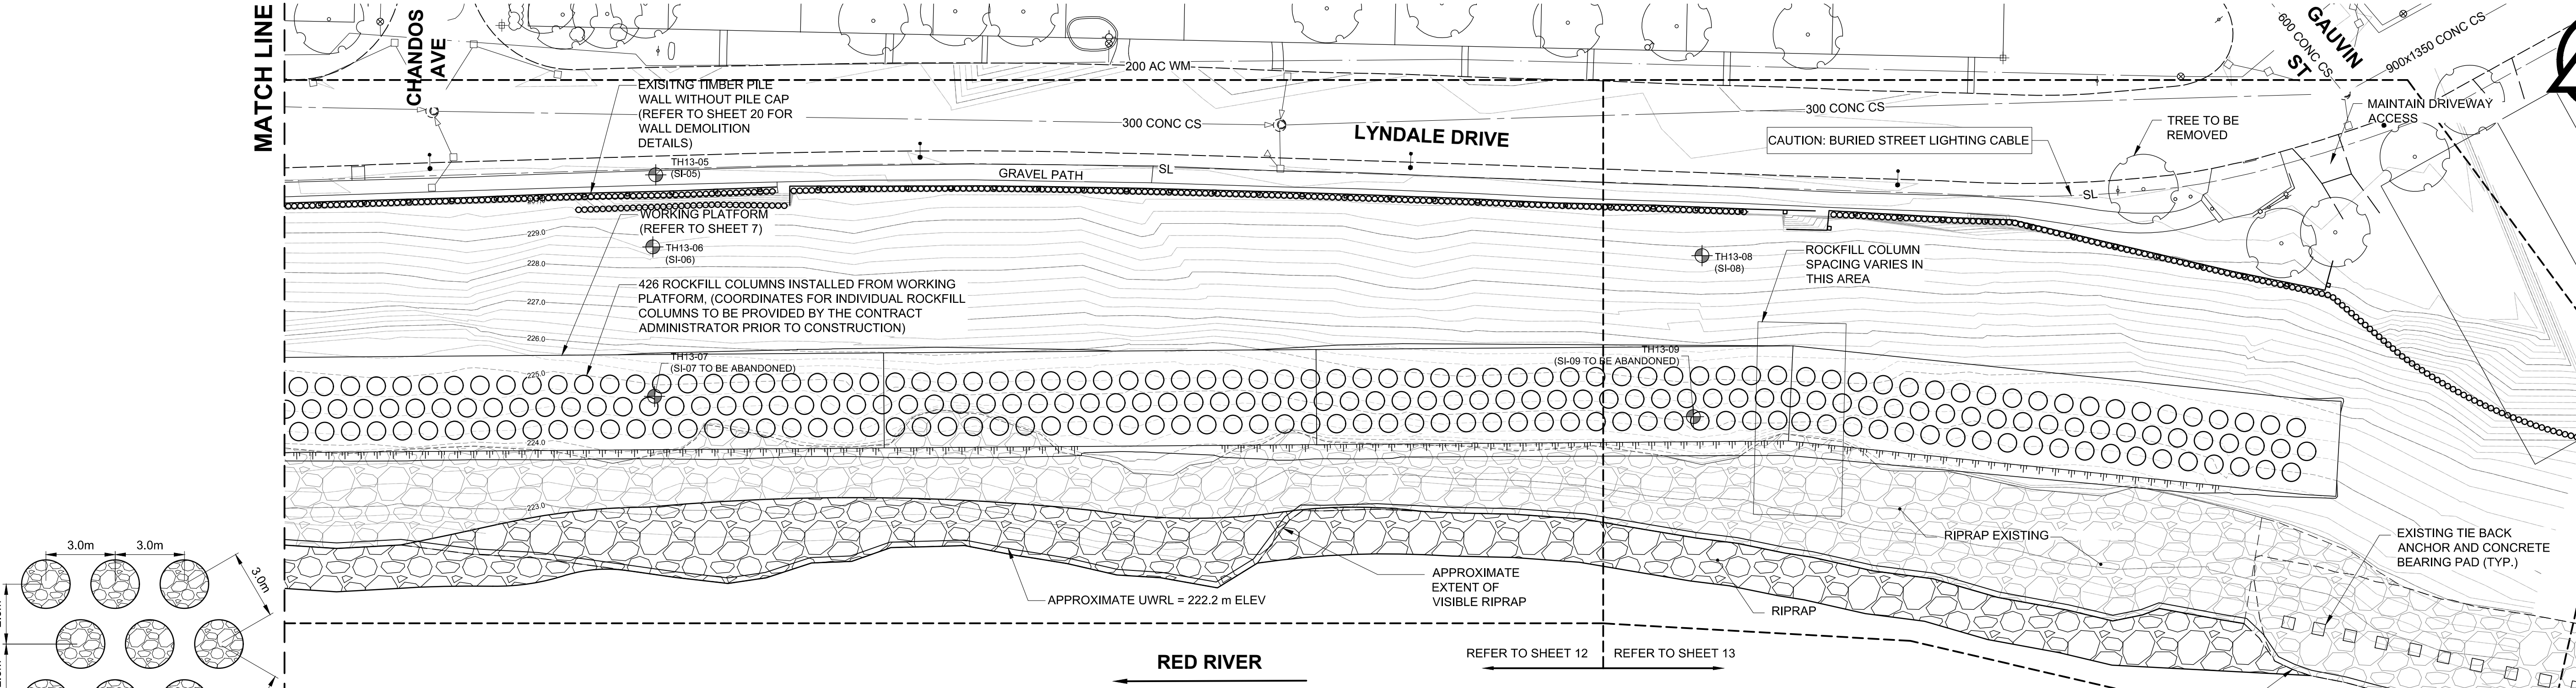 MATCH LINE
CHANDOS
AVE
GAUVIN
ST
600 CONC CS
900x1350 CONC CS
200 AC WM
EXISITNG TIMBER PILE
WALL WITHOUT PILE CAP
(REFER TO SHEET 20 FOR
WALL DEMOLITION
DETAILS)
300 CONC CS
LYNDALE DRIVE
300 CONC CS
MAINTAIN DRIVEWAY
ACCESS
TREE TO BE
REMOVED
CAUTION: BURIED STREET LIGHTING CABLE
TH13-05
(SI-05)
GRAVEL PATH
SL
SL
WORKING PLATFORM
(REFER TO SHEET 7)
229.0
TH13-06
(SI-06)
228.0
TH13-08
(SI-08)
ROCKFILL COLUMN
SPACING VARIES IN
THIS AREA
426 ROCKFILL COLUMNS INSTALLED FROM WORKING
PLATFORM, (COORDINATES FOR INDIVIDUAL ROCKFILL
COLUMNS TO BE PROVIDED BY THE CONTRACT
ADMINISTRATOR PRIOR TO CONSTRUCTION)
227.0
226.0
TH13-07
(SI-07 TO BE ABANDONED)
TH13-09
(SI-09 TO BE ABANDONED)
225.0
224.0
223.0
RIPRAP EXISTING
EXISTING TIE BACK
ANCHOR AND CONCRETE
BEARING PAD (TYP.)
3.0m
3.0m
3.0m
APPROXIMATE
EXTENT OF
VISIBLE RIPRAP
APPROXIMATE UWRL = 222.2 m ELEV
RIPRAP
RED RIVER
REFER TO SHEET 12
REFER TO SHEET 13